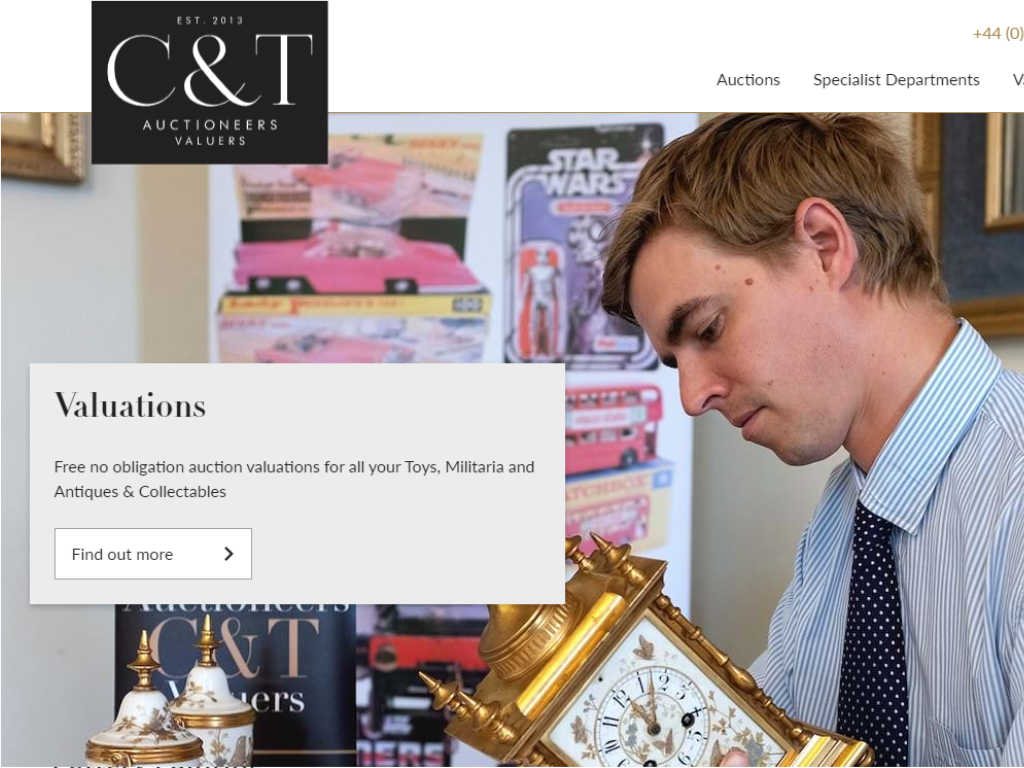 EST. 2013
C&T
AUCTIONEERS
VALUERS
+44 (0)
Auctions Specialist Departments
STAR
WARS
Valuations
Free no obligation auction valuations for all your Toys, Militaria and
Antiques & Collectables
Find out more
MATCHBOX
Auctioneers
C&T
Valuers